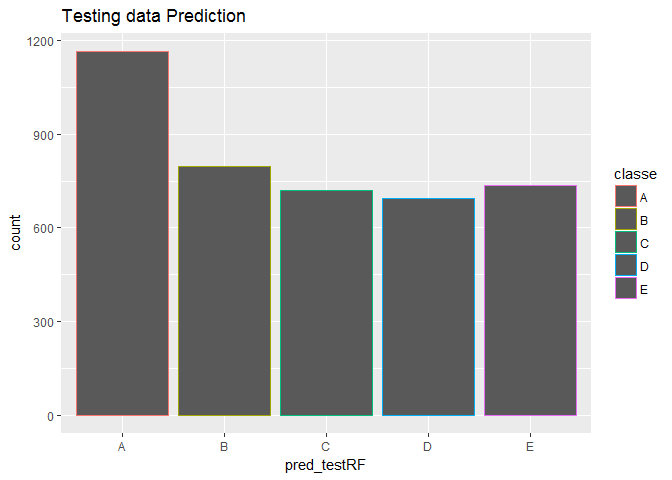 Testing data Prediction
1200
900
600
300
0
count
A
B
C
D
E
pred_testRF
classe
A
B
C
D
E